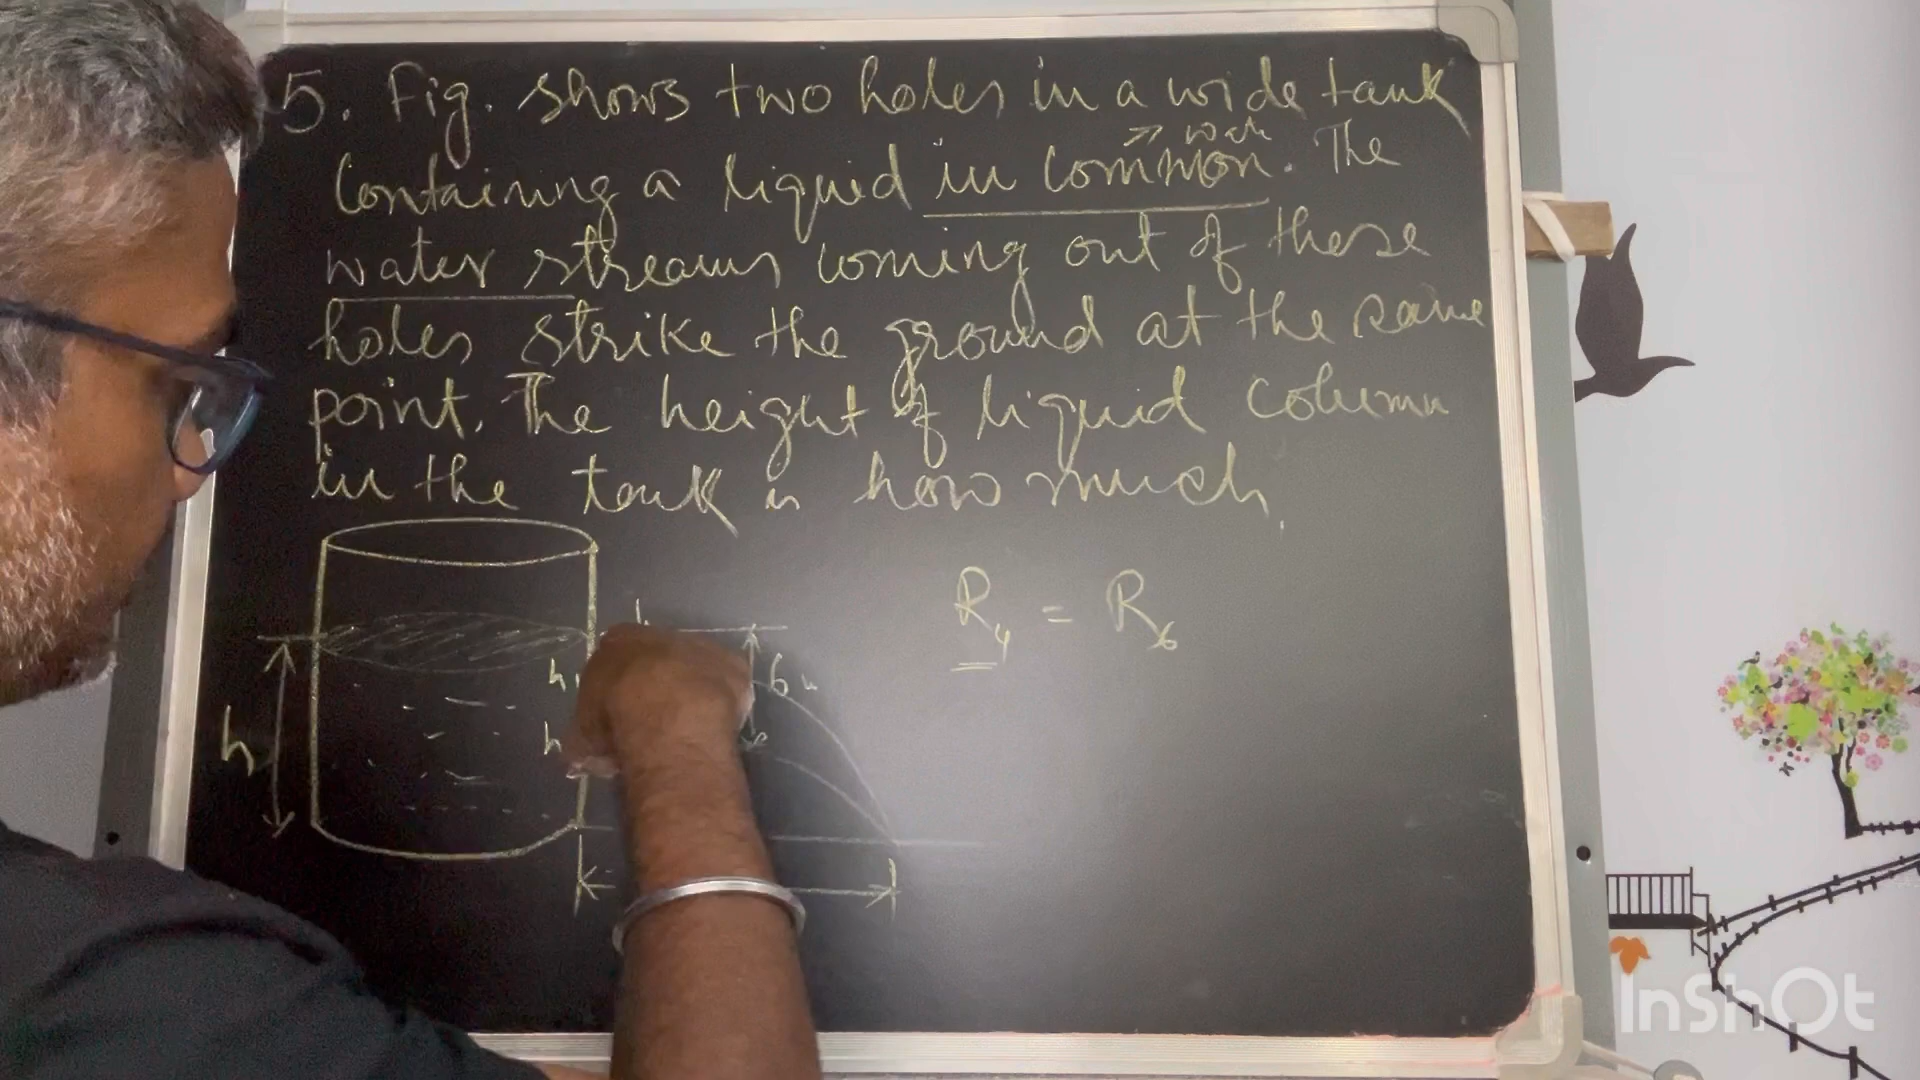 5. Fig. shows two holes in a wide tank
containing a liquid in common. The
water streams coming out of these
holes strike the ground at the same
point. The height of liquid column
in the tank is how much.
R₄ = R₆
h
h
6
h
h
InShOt